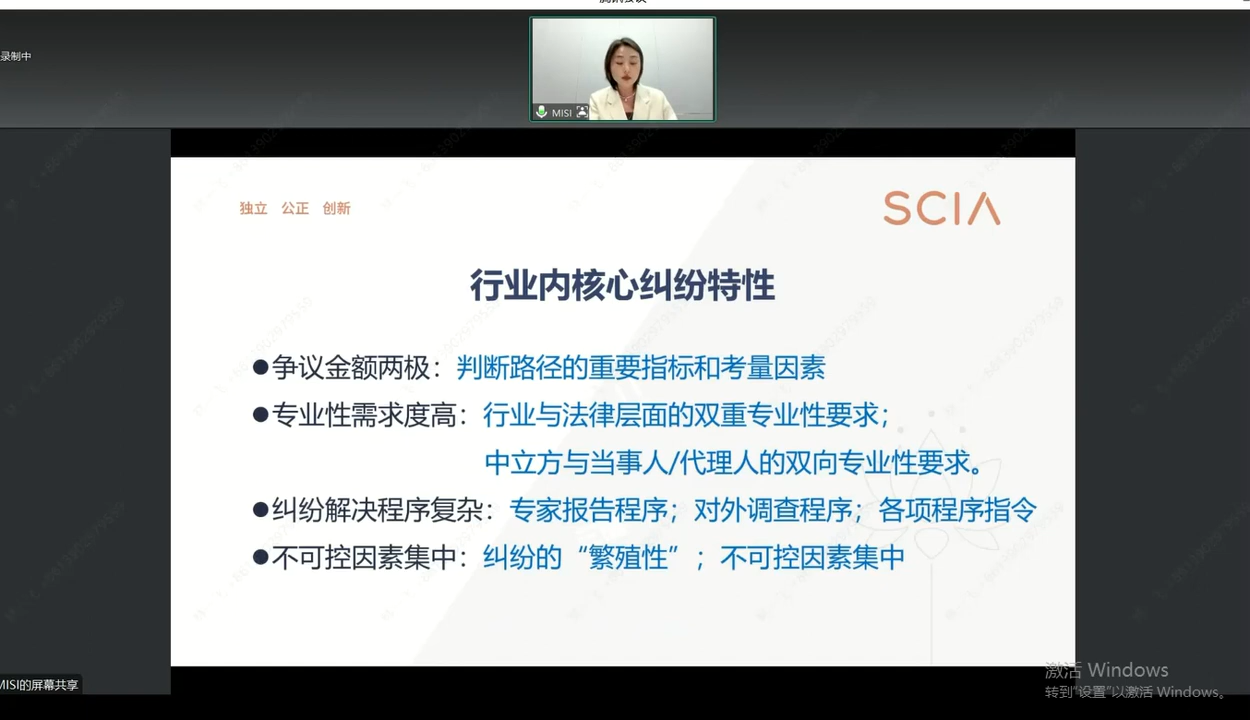 录制中
MISI
独立 公正 创新
SCIA
行业内核心纠纷特性
●争议金额两极：判断路径的重要指标和考量因素
●专业性需求度高：行业与法律层面的双重专业性要求；
中立方与当事人/代理人的双向专业性要求。
●纠纷解决程序复杂：专家报告程序；对外调查程序；各项程序指令
●不可控因素集中：纠纷的“繁殖性”；不可控因素集中
MISI的屏幕共享
激活 Windows
转到“设置”以激活 Windows。